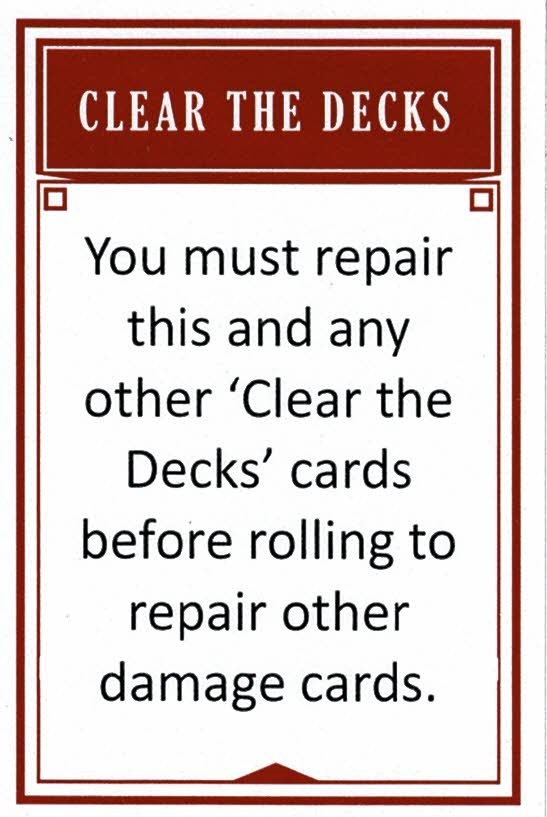 CLEAR THE DECKS
You must repair
this and any
other ‘Clear the
Decks’ cards
before rolling to
repair other
damage cards.